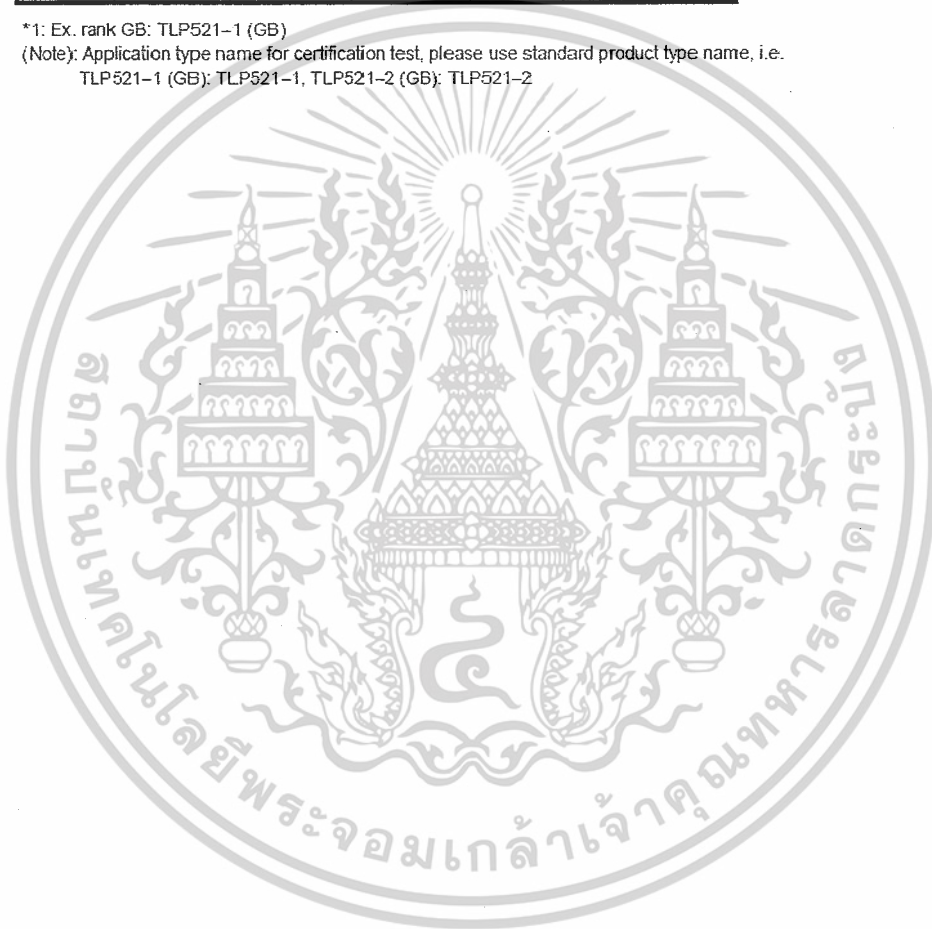 *1: Ex. rank GB: TLP521–1 (GB)
(Note): Application type name for certification test, please use standard product type name, i.e.
TLP521–1 (GB): TLP521–1, TLP521–2 (GB): TLP521–2
สถาบันเทคโนโลยีพระจอมเกล้าเจ้าคุณทหารลาดกระบัง
๔